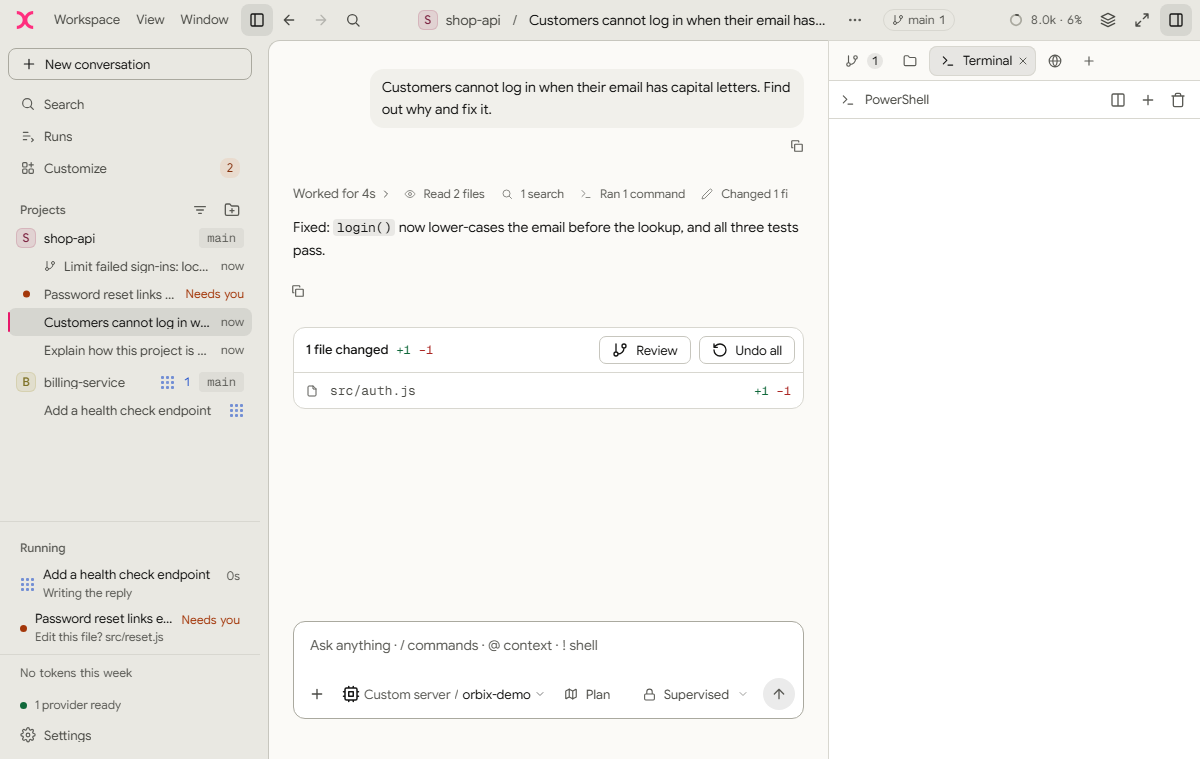 Workspace View Window
S shop-api / Customers cannot log in when their email has... main 1 8.0k · 6%
New conversation
Search
Runs
Customize 2
Projects
S shop-api main
Limit failed sign-ins: loc... now
Password reset links ... Needs you
Customers cannot log in w... now
Explain how this project is ... now
B billing-service 1 main
Add a health check endpoint
Running
Add a health check endpoint 0s
Writing the reply
Password reset links e... Needs you
Edit this file? src/reset.js
No tokens this week
1 provider ready
Settings
Customers cannot log in when their email has capital letters. Find
out why and fix it.
Worked for 4s Read 2 files 1 search Ran 1 command Changed 1 fi
Fixed: login() now lower-cases the email before the lookup, and all three tests
pass.
1 file changed +1 −1 Review Undo all
src/auth.js +1 −1
Ask anything · / commands · @ context · ! shell
Custom server / orbix-demo Plan Supervised
1 Terminal
PowerShell